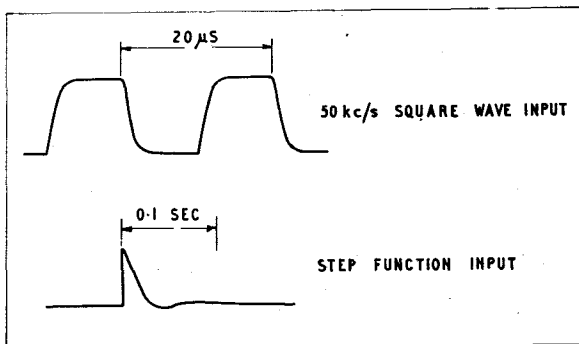 20 µS
50 kc/s SQUARE WAVE INPUT
0·1 SEC
STEP FUNCTION INPUT